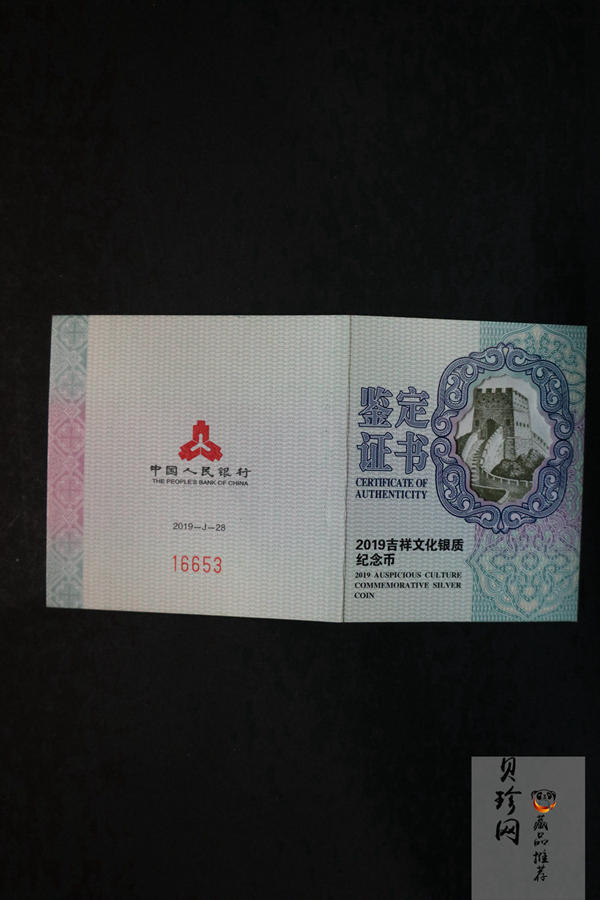 中国人民银行
THE PEOPLE'S BANK OF CHINA
2019—J—28
16653
鉴定
证书
CERTIFICATE OF
AUTHENTICITY
2019吉祥文化银质
纪念币
2019 AUSPICIOUS CULTURE
COMMEMORATIVE SILVER
COIN
贝珍网
藏品推荐